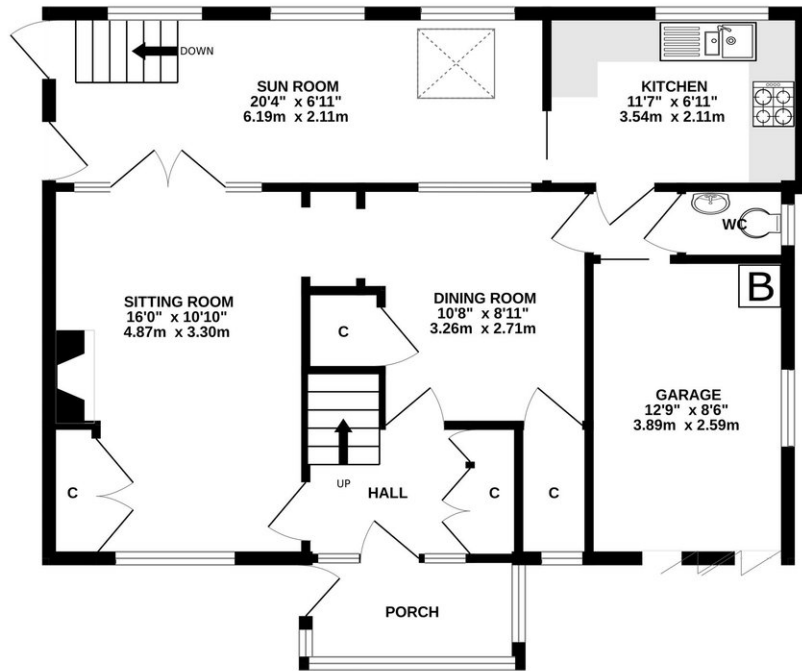 DOWN
SUN ROOM
20'4" x 6'11"
6.19m x 2.11m
KITCHEN
11'7" x 6'11"
3.54m x 2.11m
WC
SITTING ROOM
16'0" x 10'10"
4.87m x 3.30m
DINING ROOM
10'8" x 8'11"
3.26m x 2.71m
B
C
GARAGE
12'9" x 8'6"
3.89m x 2.59m
UP
HALL
C
C
C
PORCH